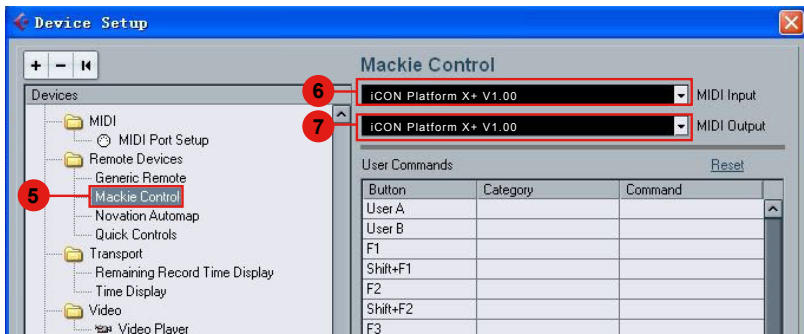 Device Setup
+ - I◀
Devices
MIDI
MIDI Port Setup
Remote Devices
Generic Remote
5
Mackie Control
Novation Automap
Quick Controls
Transport
Remaining Record Time Display
Time Display
Video
Video Player
Mackie Control
6
iCON Platform X+ V1.00
MIDI Input
7
iCON Platform X+ V1.00
MIDI Output
User Commands Reset
Button Category Command
User A
User B
F1
Shift+F1
F2
Shift+F2
F3